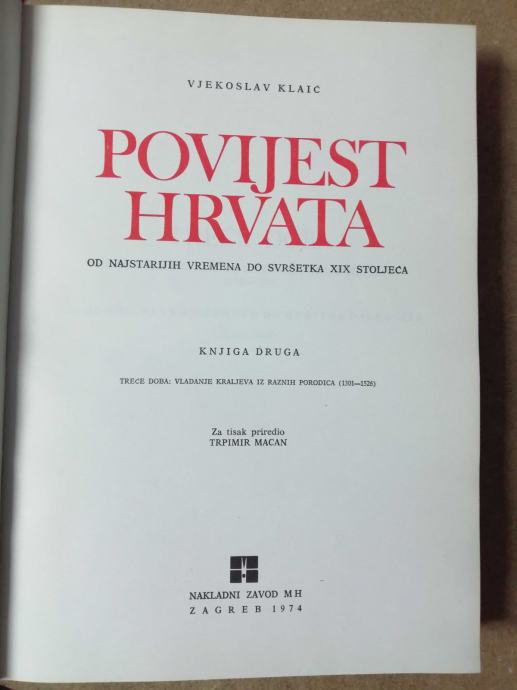 VJEKOSLAV KLAIĆ
POVIJEST
HRVATA
OD NAJSTARIJIH VREMENA DO SVRŠETKA XIX STOLJEĆA
KNJIGA DRUGA
TREĆE DOBA: VLADANJE KRALJEVA IZ RAZNIH PORODICA (1301—1526)
Za tisak priredio
TRPIMIR MACAN
NAKLADNI ZAVOD MH
ZAGREB 1974